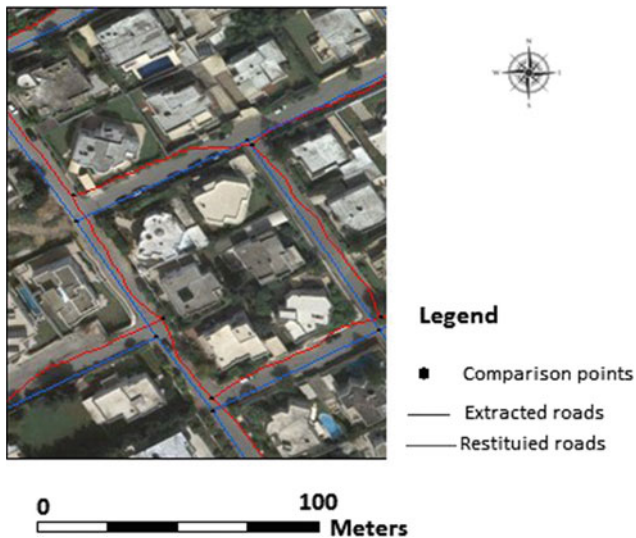 N
W
S
Legend
Comparison points
Extracted roads
Restituied roads
0 100
Meters